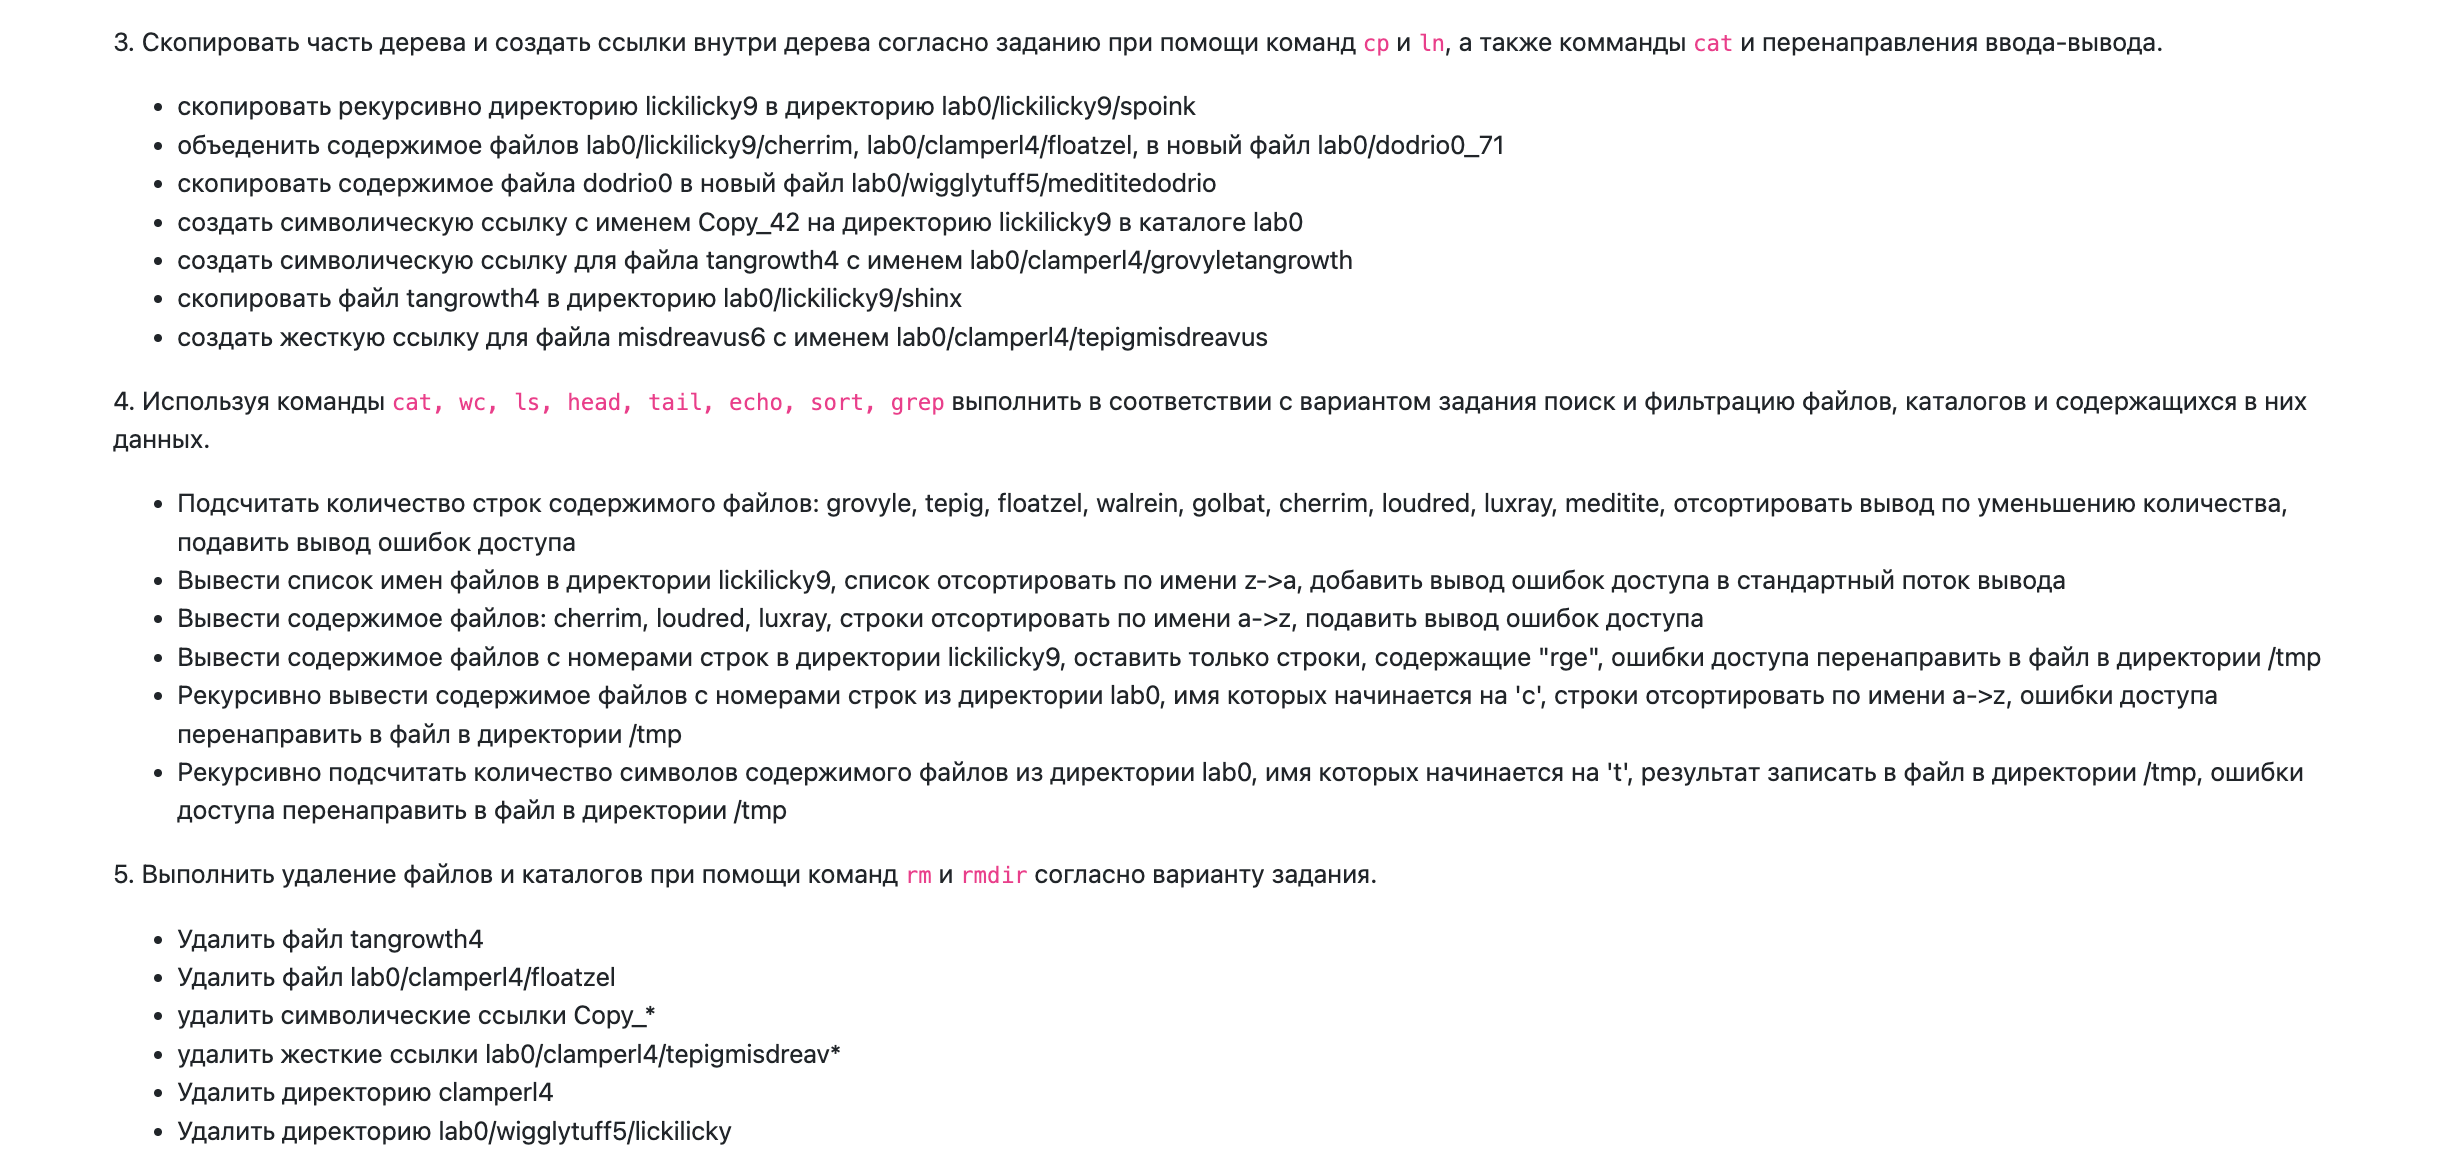 3. Скопировать часть дерева и создать ссылки внутри дерева согласно заданию при помощи команд cp и ln, а также комманды cat и перенаправления ввода-вывода.
• скопировать рекурсивно директорию lickilicky9 в директорию lab0/lickilicky9/spoink
• объеденить содержимое файлов lab0/lickilicky9/cherrim, lab0/clamperl4/floatzel, в новый файл lab0/dodrio0_71
• скопировать содержимое файла dodrio0 в новый файл lab0/wigglytuff5/medititedodrio
• создать символическую ссылку с именем Copy_42 на директорию lickilicky9 в каталоге lab0
• создать символическую ссылку для файла tangrowth4 с именем lab0/clamperl4/grovyletangrowth
• скопировать файл tangrowth4 в директорию lab0/lickilicky9/shinx
• создать жесткую ссылку для файла misdreavus6 с именем lab0/clamperl4/tepigmisdreavus
4. Используя команды cat, wc, ls, head, tail, echo, sort, grep выполнить в соответствии с вариантом задания поиск и фильтрацию файлов, каталогов и содержащихся в них
данных.
• Подсчитать количество строк содержимого файлов: grovyle, tepig, floatzel, walrein, golbat, cherrim, loudred, luxray, meditite, отсортировать вывод по уменьшению количества,
подавить вывод ошибок доступа
• Вывести список имен файлов в директории lickilicky9, список отсортировать по имени z->a, добавить вывод ошибок доступа в стандартный поток вывода
• Вывести содержимое файлов: cherrim, loudred, luxray, строки отсортировать по имени a->z, подавить вывод ошибок доступа
• Вывести содержимое файлов с номерами строк в директории lickilicky9, оставить только строки, содержащие "rge", ошибки доступа перенаправить в файл в директории /tmp
• Рекурсивно вывести содержимое файлов с номерами строк из директории lab0, имя которых начинается на 'c', строки отсортировать по имени a->z, ошибки доступа
перенаправить в файл в директории /tmp
• Рекурсивно подсчитать количество символов содержимого файлов из директории lab0, имя которых начинается на 't', результат записать в файл в директории /tmp, ошибки
доступа перенаправить в файл в директории /tmp
5. Выполнить удаление файлов и каталогов при помощи команд rm и rmdir согласно варианту задания.
• Удалить файл tangrowth4
• Удалить файл lab0/clamperl4/floatzel
• удалить символические ссылки Copy_*
• удалить жесткие ссылки lab0/clamperl4/tepigmisdreav*
• Удалить директорию clamperl4
• Удалить директорию lab0/wigglytuff5/lickilicky